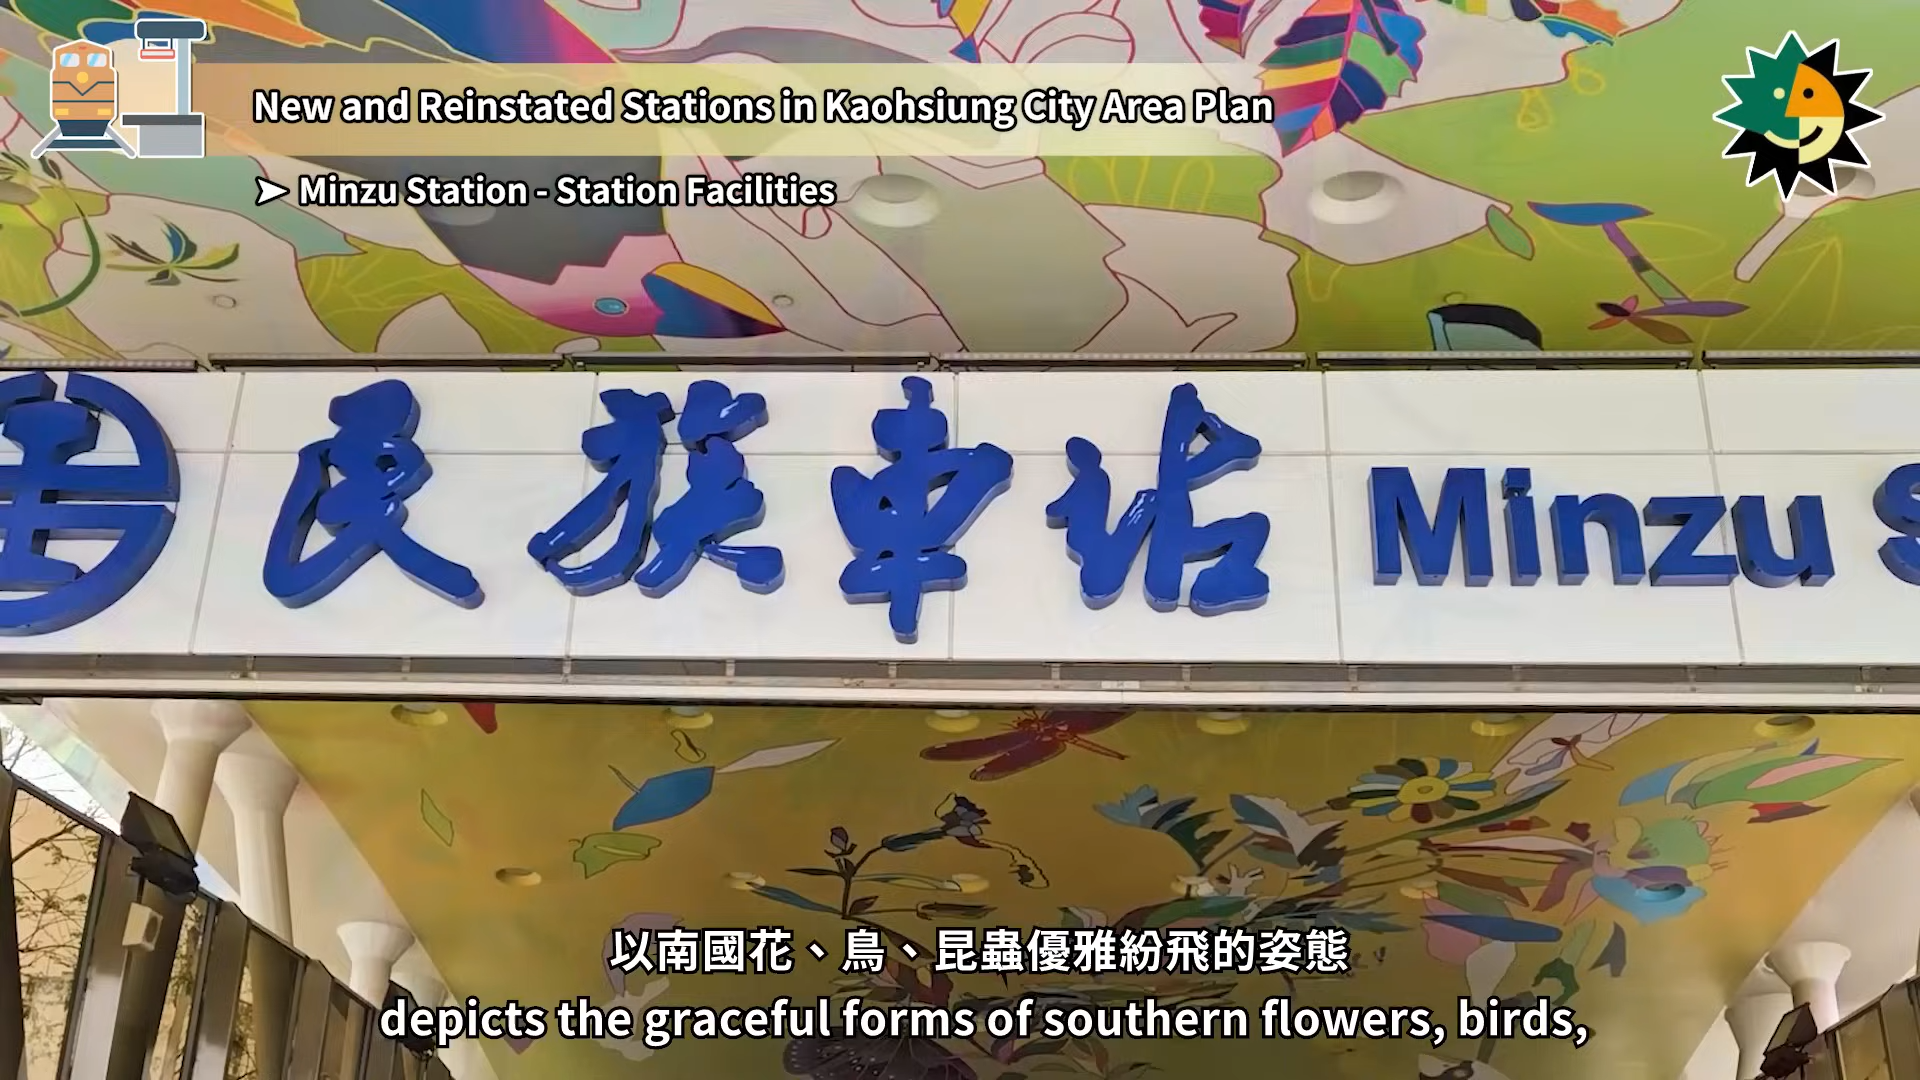 New and Reinstated Stations in Kaohsiung City Area Plan
➤ Minzu Station - Station Facilities
民族車站 Minzu S
以南國花、鳥、昆蟲優雅紛飛的姿態
depicts the graceful forms of southern flowers, birds,